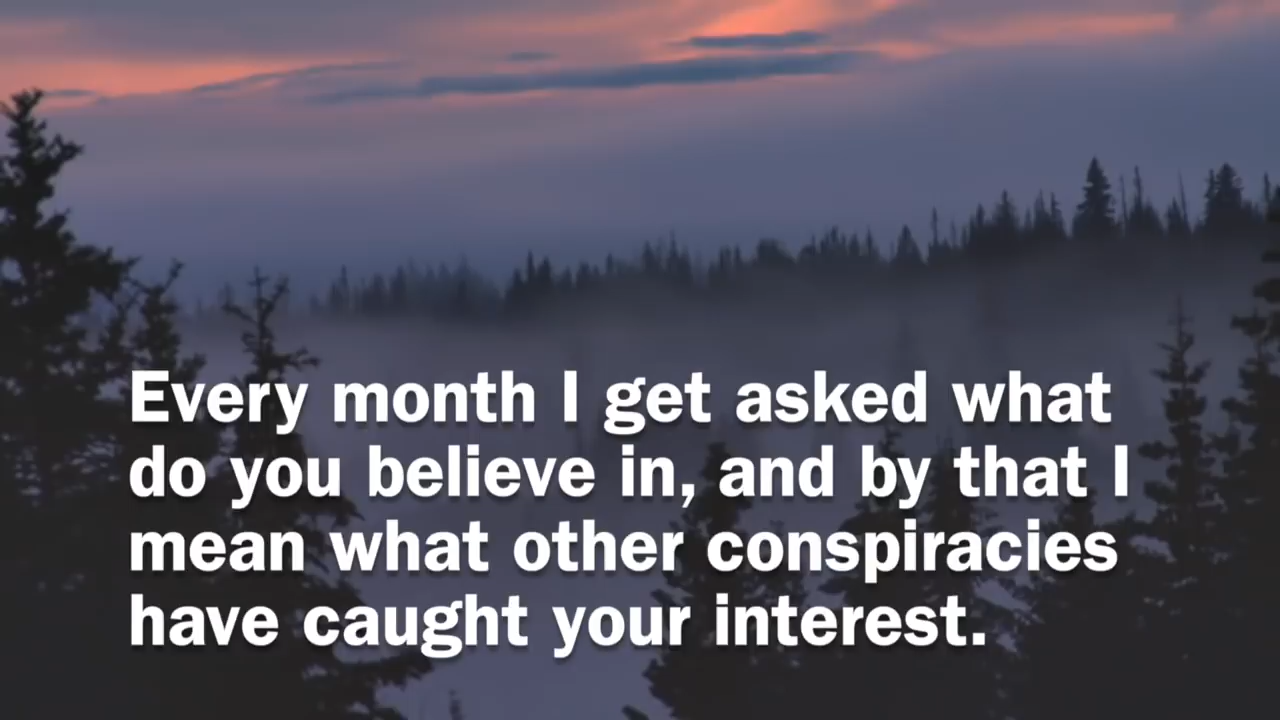 Every month I get asked what
do you believe in, and by that I
mean what other conspiracies
have caught your interest.